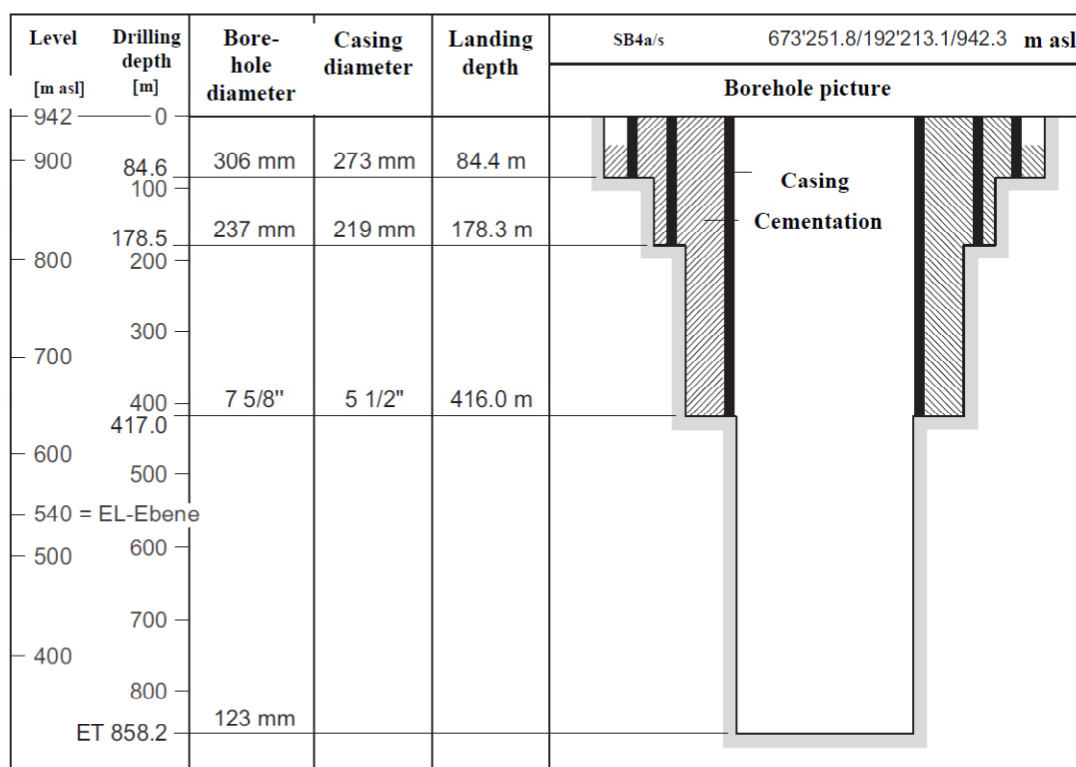 Level Drilling depth Bore-hole diameter Casing diameter Landing depth SB4a/s 673'251.8/192'213.1/942.3 m asl
[m asl] [m] Borehole picture
942 0
900 84.6 306 mm 273 mm 84.4 m
100
Casing
178.5 237 mm 219 mm 178.3 m Cementation
800 200
300
700
400 7 5/8" 5 1/2" 416.0 m
417.0
600
500
540 = EL-Ebene
500 600
700
400
800
ET 858.2 123 mm